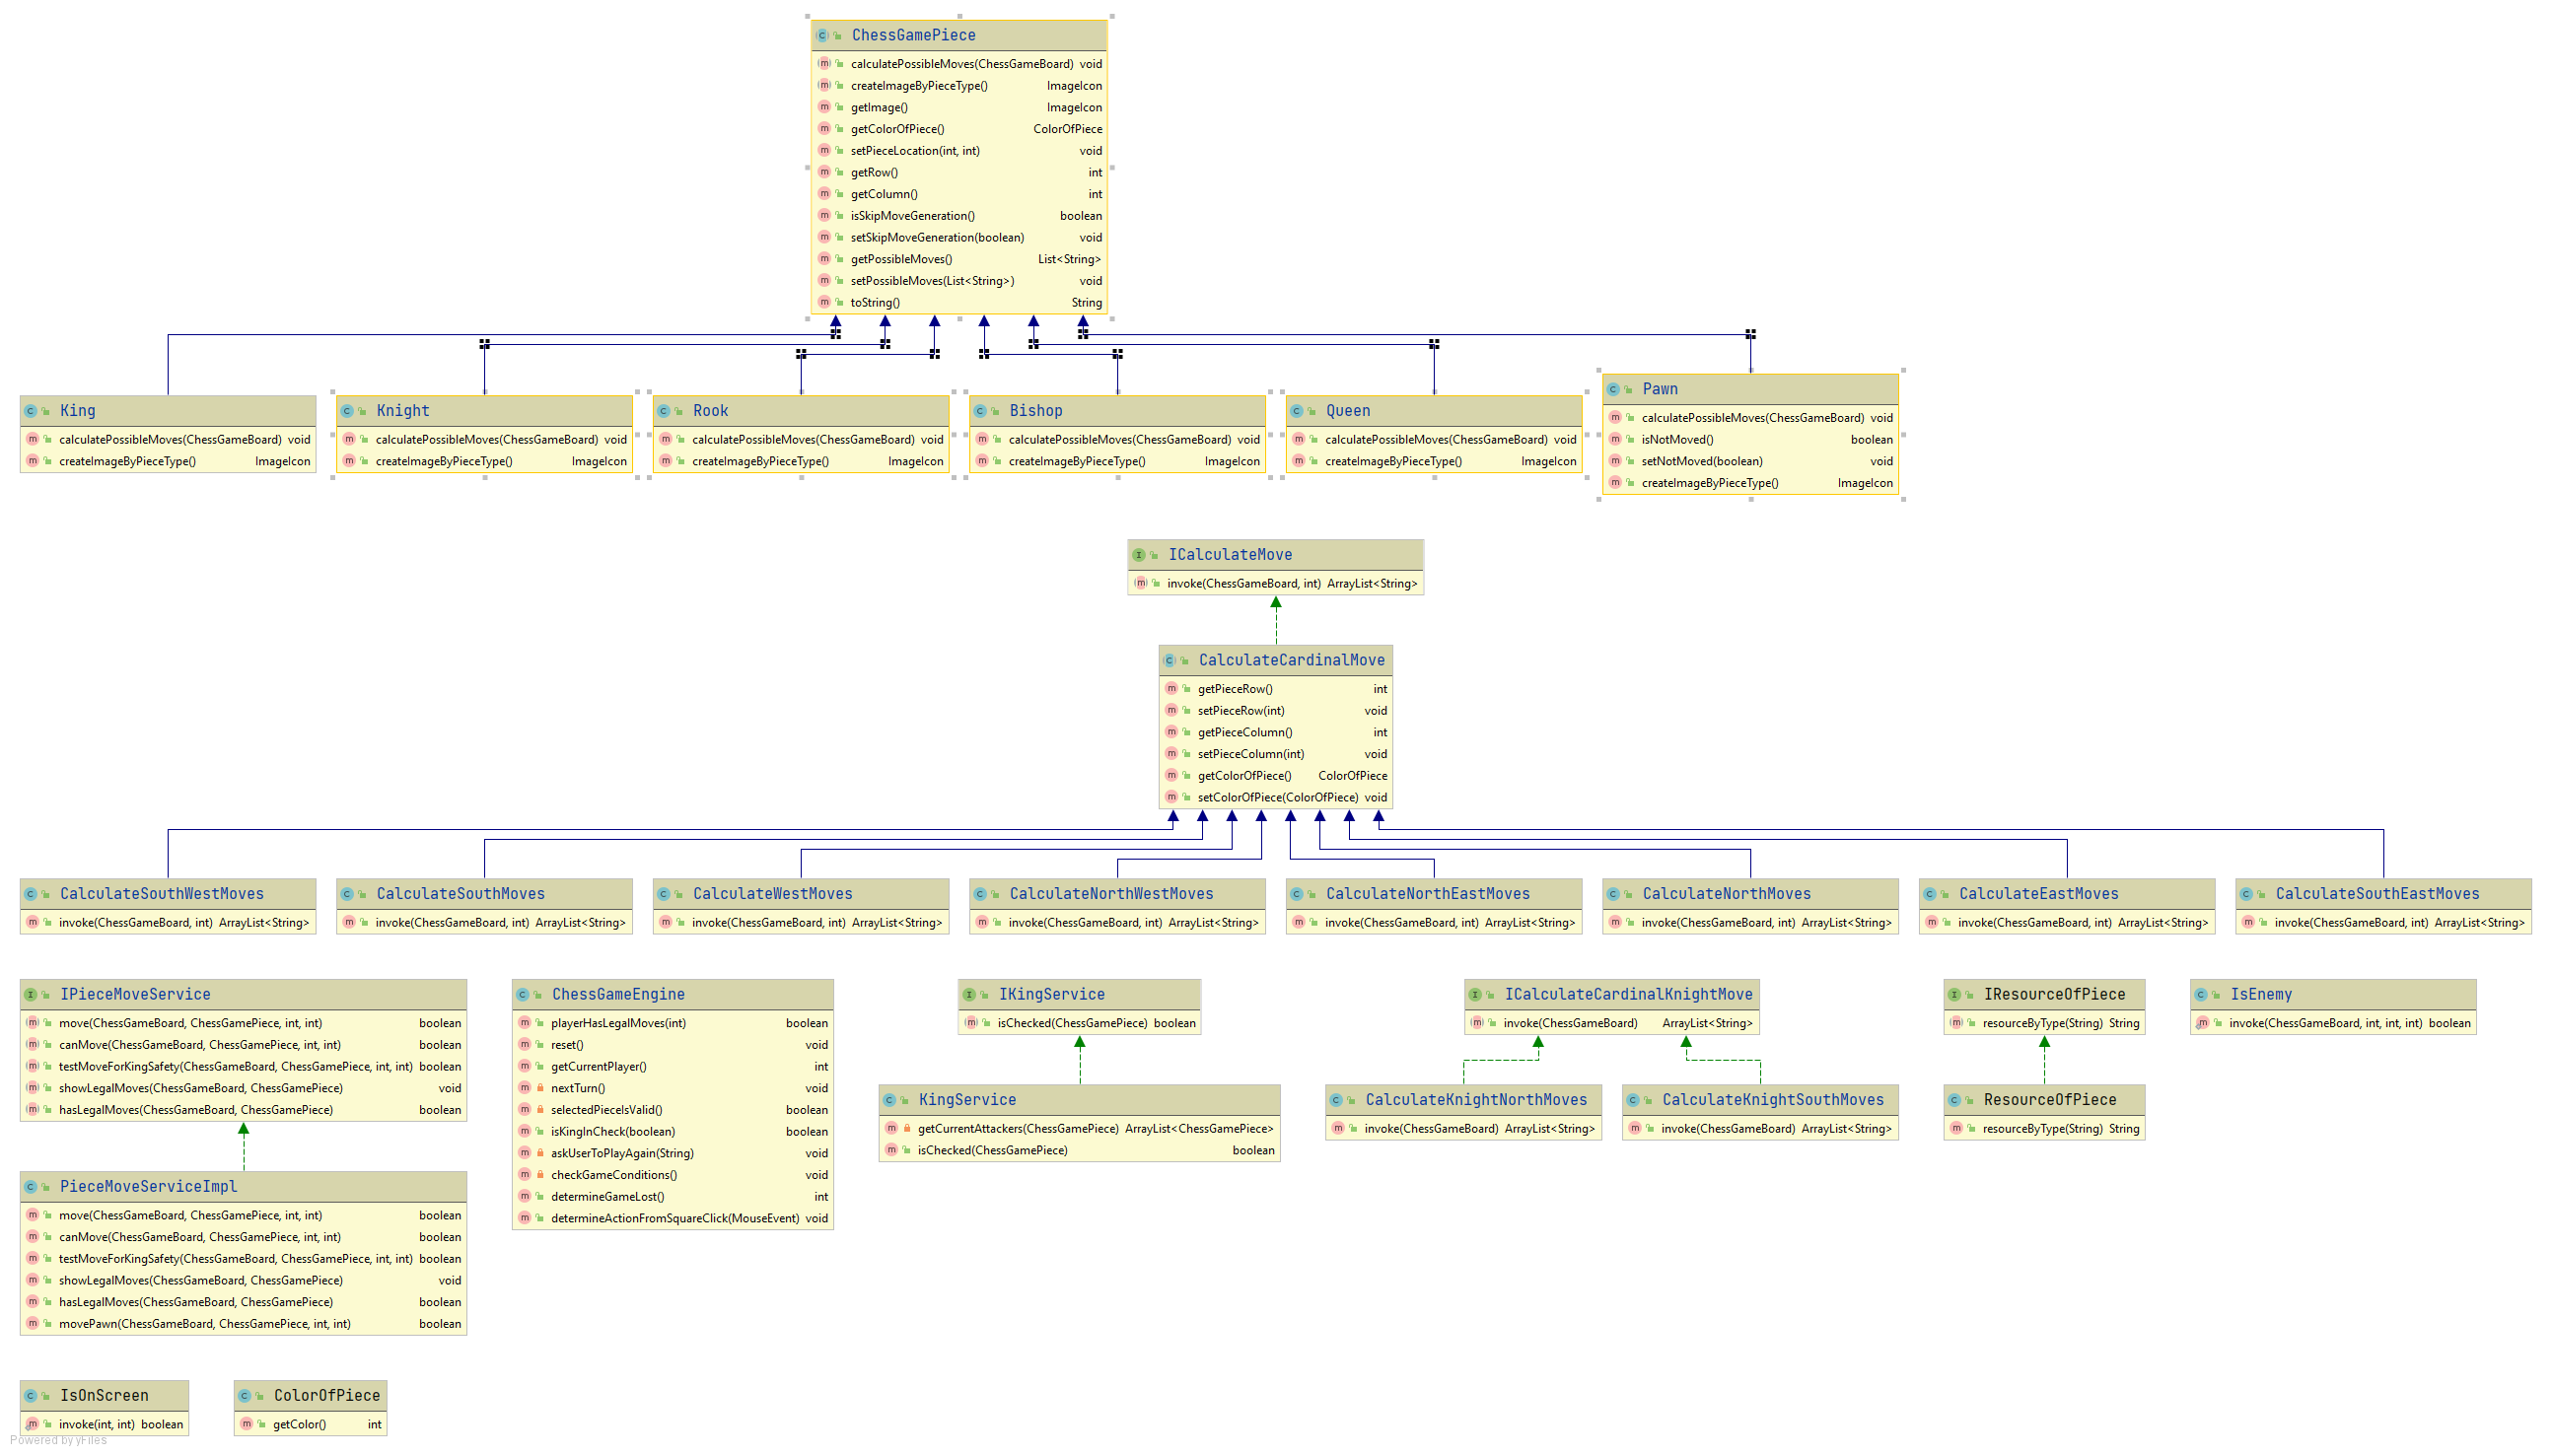 ChessGamePiece
calculatePossibleMoves(ChessGameBoard) void
createImageByPieceType() ImageIcon
getImage() ImageIcon
getColorOfPiece() ColorOfPiece
setPieceLocation(int, int) void
getRow() int
getColumn() int
isSkipMoveGeneration() boolean
setSkipMoveGeneration(boolean) void
getPossibleMoves() List<String>
setPossibleMoves(List<String>) void
toString() String
King
calculatePossibleMoves(ChessGameBoard) void
createImageByPieceType() ImageIcon
Knight
calculatePossibleMoves(ChessGameBoard) void
createImageByPieceType() ImageIcon
Rook
calculatePossibleMoves(ChessGameBoard) void
createImageByPieceType() ImageIcon
Bishop
calculatePossibleMoves(ChessGameBoard) void
createImageByPieceType() ImageIcon
Queen
calculatePossibleMoves(ChessGameBoard) void
createImageByPieceType() ImageIcon
Pawn
calculatePossibleMoves(ChessGameBoard) void
isNotMoved() boolean
setNotMoved(boolean) void
createImageByPieceType() ImageIcon
ICalculateMove
invoke(ChessGameBoard, int) ArrayList<String>
CalculateCardinalMove
getPieceRow() int
setPieceRow(int) void
getPieceColumn() int
setPieceColumn(int) void
getColorOfPiece() ColorOfPiece
setColorOfPiece(ColorOfPiece) void
CalculateSouthWestMoves
invoke(ChessGameBoard, int) ArrayList<String>
CalculateSouthMoves
invoke(ChessGameBoard, int) ArrayList<String>
CalculateWestMoves
invoke(ChessGameBoard, int) ArrayList<String>
CalculateNorthWestMoves
invoke(ChessGameBoard, int) ArrayList<String>
CalculateNorthEastMoves
invoke(ChessGameBoard, int) ArrayList<String>
CalculateNorthMoves
invoke(ChessGameBoard, int) ArrayList<String>
CalculateEastMoves
invoke(ChessGameBoard, int) ArrayList<String>
CalculateSouthEastMoves
invoke(ChessGameBoard, int) ArrayList<String>
IPieceMoveService
move(ChessGameBoard, ChessGamePiece, int, int) boolean
canMove(ChessGameBoard, ChessGamePiece, int, int) boolean
testMoveForKingSafety(ChessGameBoard, ChessGamePiece, int, int) boolean
showLegalMoves(ChessGameBoard, ChessGamePiece) void
hasLegalMoves(ChessGameBoard, ChessGamePiece) boolean
PieceMoveServiceImpl
move(ChessGameBoard, ChessGamePiece, int, int) boolean
canMove(ChessGameBoard, ChessGamePiece, int, int) boolean
testMoveForKingSafety(ChessGameBoard, ChessGamePiece, int, int) boolean
showLegalMoves(ChessGameBoard, ChessGamePiece) void
hasLegalMoves(ChessGameBoard, ChessGamePiece) boolean
movePawn(ChessGameBoard, ChessGamePiece, int, int) boolean
ChessGameEngine
playerHasLegalMoves(int) boolean
reset() void
getCurrentPlayer() int
nextTurn() void
selectedPieceIsValid() boolean
isKingInCheck(boolean) boolean
askUserToPlayAgain(String) void
checkGameConditions() void
determineGameLost() int
determineActionFromSquareClick(MouseEvent) void
IKingService
isChecked(ChessGamePiece) boolean
KingService
getCurrentAttackers(ChessGamePiece) ArrayList<ChessGamePiece>
isChecked(ChessGamePiece) boolean
ICalculateCardinalKnightMove
invoke(ChessGameBoard) ArrayList<String>
CalculateKnightNorthMoves
invoke(ChessGameBoard) ArrayList<String>
CalculateKnightSouthMoves
invoke(ChessGameBoard) ArrayList<String>
IResourceOfPiece
resourceByType(String) String
ResourceOfPiece
resourceByType(String) String
IsEnemy
invoke(ChessGameBoard, int, int, int) boolean
IsOnScreen
invoke(int, int) boolean
ColorOfPiece
getColor() int
Powered by yFiles